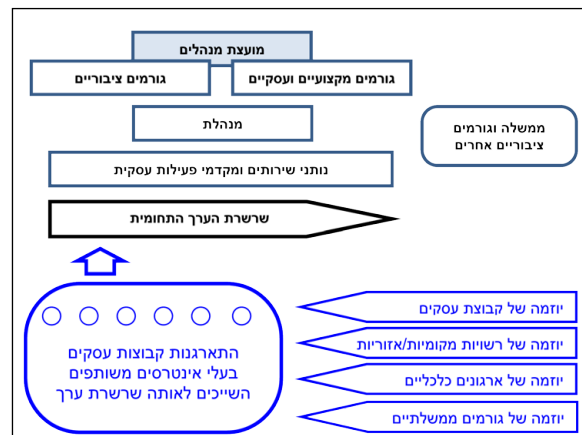 מועצת מנהלים
גורמים מקצועיים ועסקיים
גורמים ציבוריים
מנהלת
ממשלה וגורמים
ציבוריים אחרים
נותני שירותים ומקדמי פעילות עסקית
שרשרת הערך התחומית
יוזמה של קבוצת עסקים
יוזמה של רשויות מקומיות/אזוריות
יוזמה של ארגונים כלכליים
יוזמה של גורמים ממשלתיים
התארגנות קבוצות עסקים
בעלי אינטרסים משותפים
השייכים לאותה שרשרת ערך